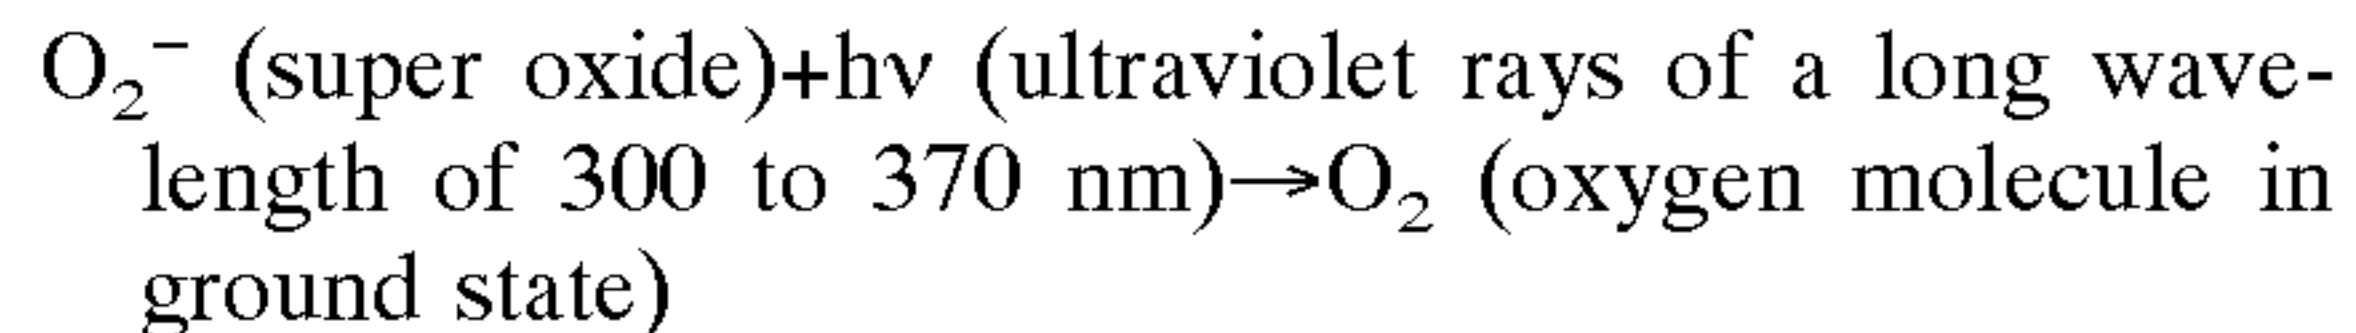 O₂⁻ (super oxide)+hν (ultraviolet rays of a long wave-
length of 300 to 370 nm)→O₂ (oxygen molecule in
ground state)